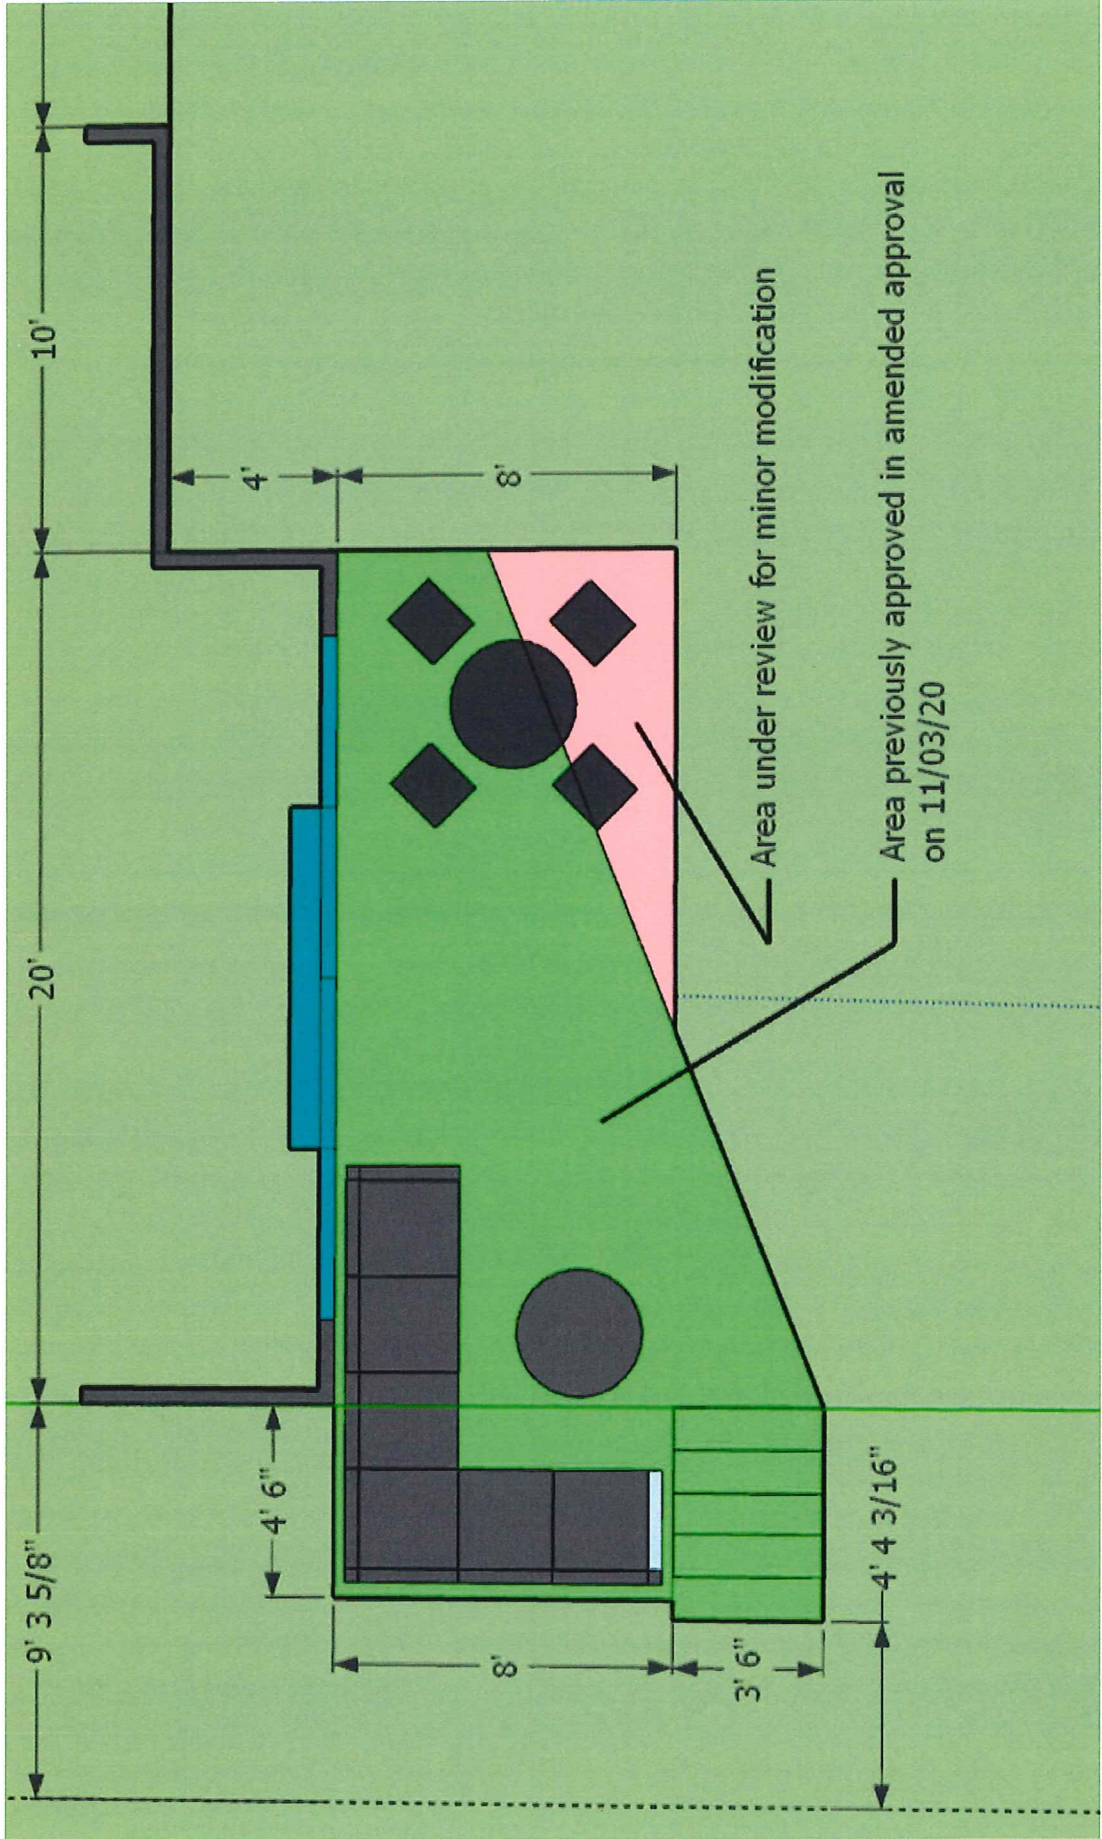 9' 3 5/8"
20'
10'
4' 6"
4'
8'
8'
3' 6"
4' 4 3/16"
Area under review for minor modification
Area previously approved in amended approval
on 11/03/20